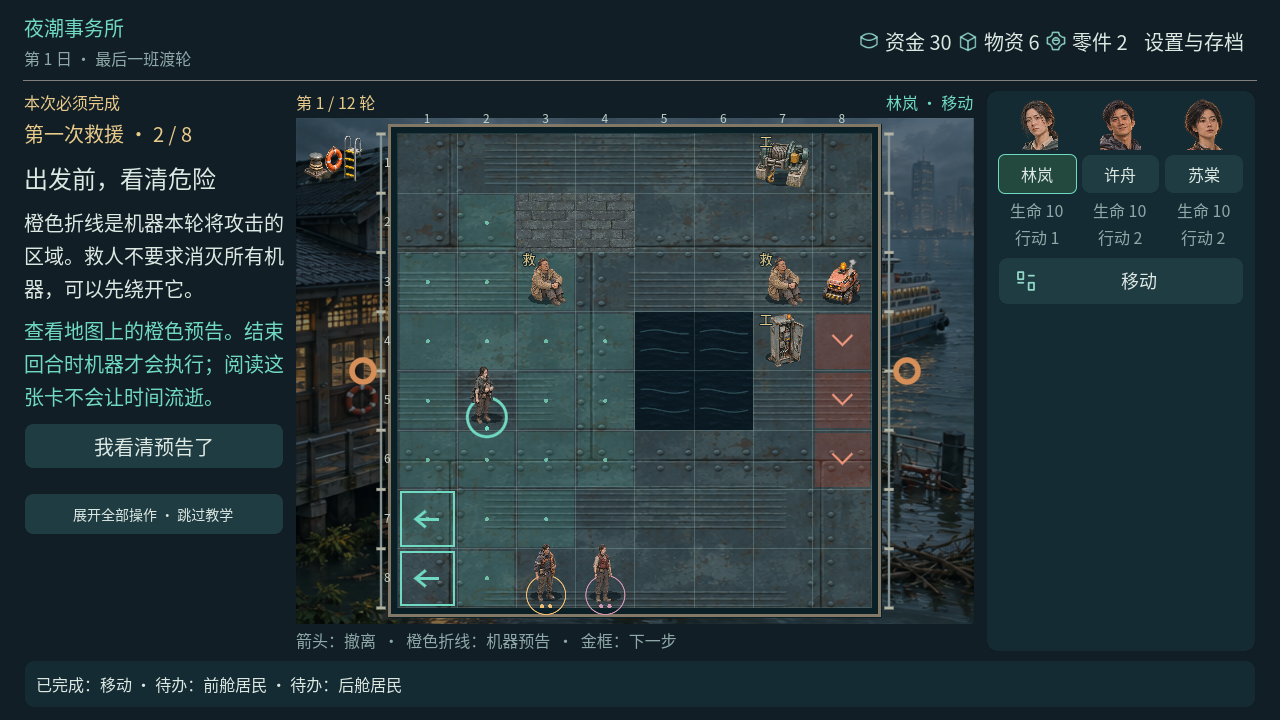 夜潮事务所
第 1 日 · 最后一班渡轮
资金 30 物资 6 零件 2 设置与存档
本次必须完成
第一次救援 · 2 / 8
出发前，看清危险
橙色折线是机器本轮将攻击的
区域。救人不要求消灭所有机
器，可以先绕开它。
查看地图上的橙色预告。结束
回合时机器才会执行；阅读这
张卡不会让时间流逝。
我看清预告了
展开全部操作 · 跳过教学
第 1 / 12 轮
林岚 · 移动
1 2 3 4 5 6 7 8
1
工
2
3
救
救
4
工
5
6
7
8
箭头：撤离 · 橙色折线：机器预告 · 金框：下一步
林岚 许舟 苏棠
生命 10 生命 10 生命 10
行动 1 行动 2 行动 2
移动
已完成：移动 · 待办：前舱居民 · 待办：后舱居民